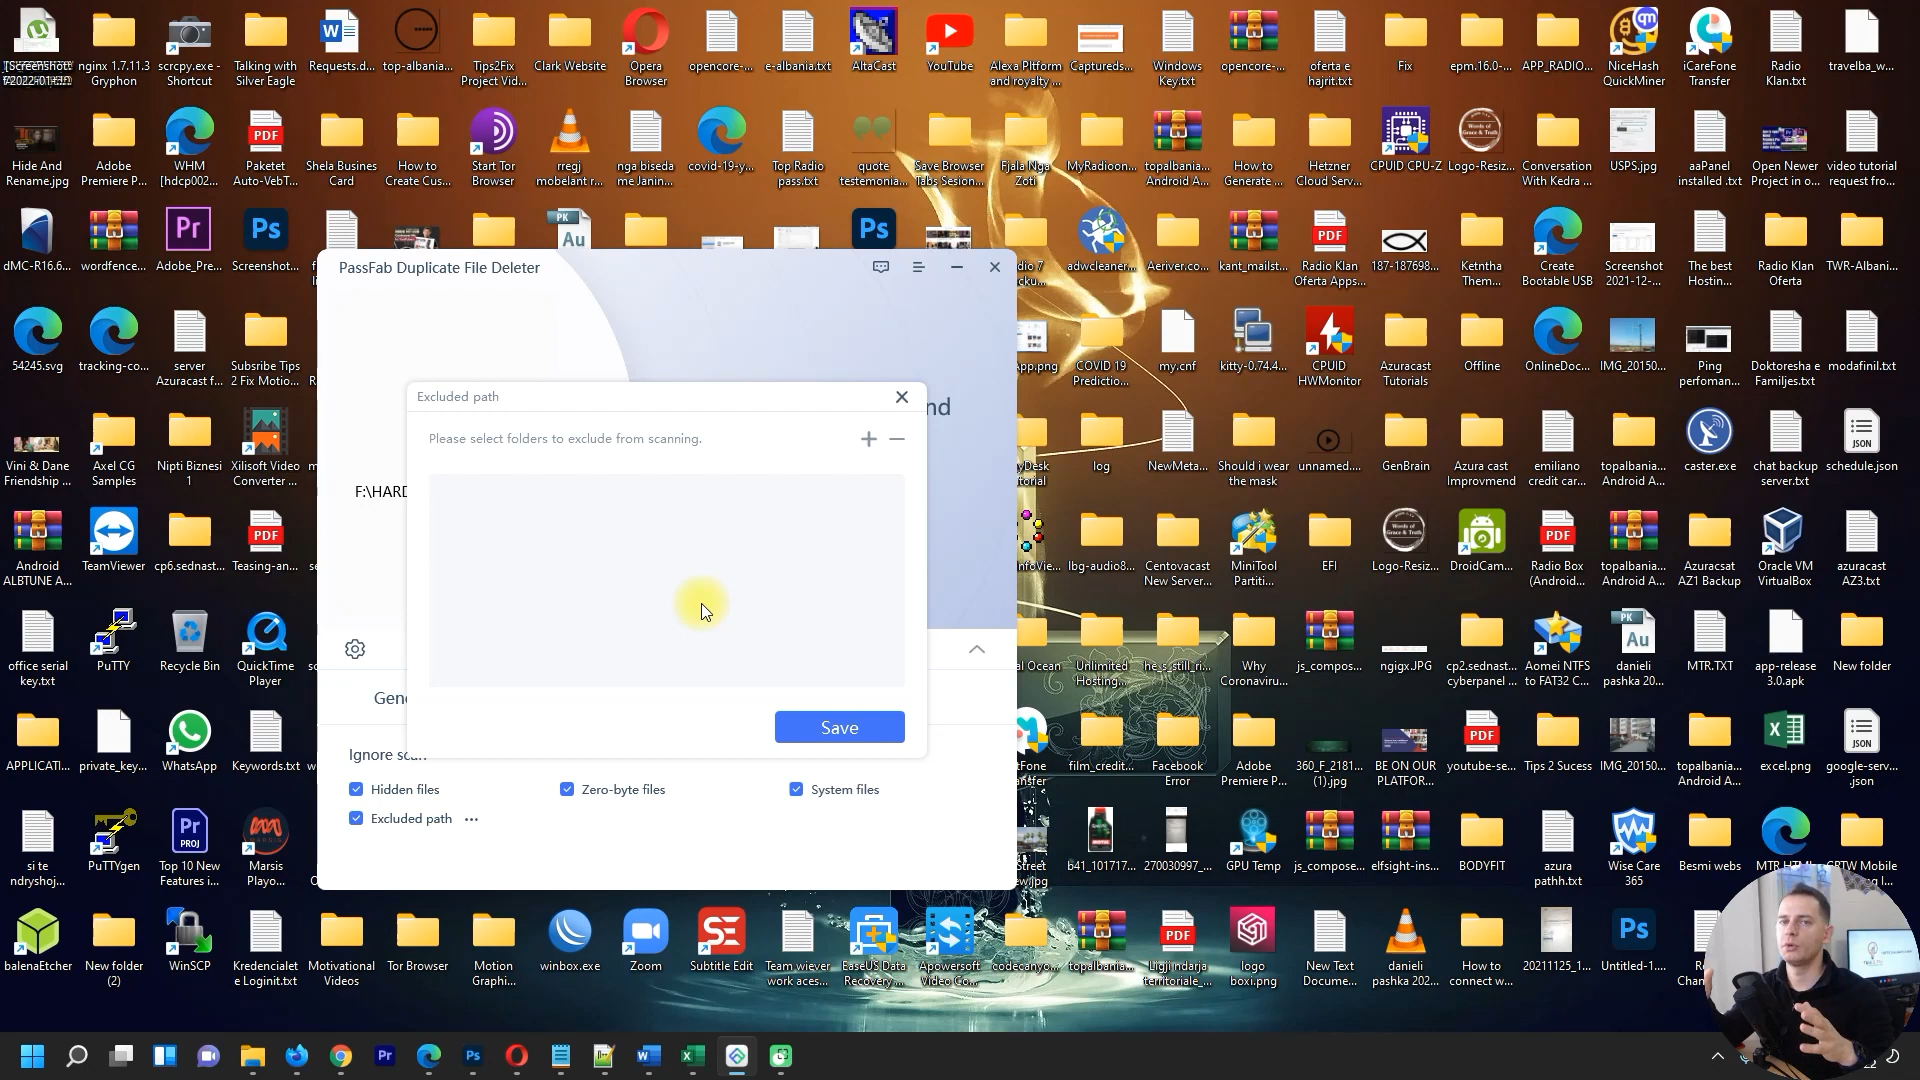 nginx 1.7.11.3
Gryphon
scrcpy.exe -
Shortcut
Talking with
Silver Eagle
Requests.d...
top-albania...
Tips2Fix
Project Vid...
Clark Website
Opera
Browser
opencore-...
e-albania.txt
AltaCast
YouTube
Alexa Pltform
and royalty ...
Captureds...
Windows
Key.txt
opencore-...
oferta e
hajrit.txt
Fix
epm.16.0-...
APP_RADIO...
NiceHash
QuickMiner
iCareFone
Transfer
Radio
Klan.txt
travelba_w...
Hide And
Rename.jpg
Adobe
Premiere P...
WHM
[hdcp002...
Paketet
Auto-VebT...
Shela Busines
Card
How to
Create Cus...
Start Tor
Browser
rregj
mobelant r...
nga biseda
me Janin...
covid-19-y...
Top Radio
pass.txt
quote
testemonia...
Save Browser
Tabs Sesion...
Fjala Nga
Zoti
MyRadioon...
topalbania...
Android A...
How to
Generate ...
Hetzner
Cloud Serv...
CPUID CPU-Z
Logo-Resiz...
Conversation
With Kedra ...
USPS.jpg
aaPanel
installed .txt
Open Newer
Project in o...
video tutorial
request fro...
dMC-R16.6...
wordfence...
Adobe_Pre...
Screenshot...
adwcleaner...
Aeriver.co...
kant_mailst...
Radio Klan
Oferta Apps...
187-187698...
Ketntha
Them...
Create
Bootable USB
Screenshot
2021-12-...
The best
Hostin...
Radio Klan
Oferta
TWR-Albani...
PassFab Duplicate File Deleter
54245.svg
tracking-co...
server
Azuracast f...
Subsribe Tips
2 Fix Motio...
App.png
COVID 19
Predictio...
my.cnf
kitty-0.74.4...
CPUID
HWMonitor
Azuracast
Tutorials
Offline
OnlineDoc...
IMG_20150...
Ping
perfoman...
Doktoresha e
Familjes.txt
modafinil.txt
Excluded path
nd
Please select folders to exclude from scanning.
F:\HARD
Vini & Dane
Friendship ...
Axel CG
Samples
Nipti Biznesi
1
Xilisoft Video
Converter ...
log
NewMeta...
Should i wear
the mask
unnamed....
GenBrain
Azura cast
Improvmend
emiliano
credit car...
topalbania...
Android A...
caster.exe
chat backup
server.txt
schedule.json
Android
ALBTUNE A...
TeamViewer
cp6.sednast...
Teasing-an...
lbg-audio8...
Centovacast
New Server...
MiniTool
Partiti...
EFI
Logo-Resiz...
DroidCam...
Radio Box
(Android...
topalbania...
Android A...
Azuracsat
AZ1 Backup
Oracle VM
VirtualBox
azuracast
AZ3.txt
office serial
key.txt
PuTTY
Recycle Bin
QuickTime
Player
al Ocean
Unlimited
Hosting...
he_s_still_ri...
Why
Coronaviru...
js_compos...
ngigx.JPG
cp2.sednast...
cyberpanel ...
Aomei NTFS
to FAT32 C...
danieli
pashka 20...
MTR.TXT
app-release
3.0.apk
New folder
Gene
Save
Ignore scan
Hidden files
Zero-byte files
System files
Excluded path
APPLICATI...
private_key...
WhatsApp
Keywords.txt
film_credit...
Facebook
Error
Adobe
Premiere P...
360_F_2181...
(1).jpg
BE ON OUR
PLATFOR...
youtube-se...
Tips 2 Sucess
IMG_20150...
topalbania...
Android A...
excel.png
google-serv...
.json
si te
ndryshoj...
PuTTYgen
Top 10 New
Features i...
Marsis
Playo...
b41_101717...
270030997_...
GPU Temp
js_compose...
elfsight-ins...
BODYFIT
azura
pathh.txt
Wise Care
365
Besmi webs
balenaEtcher
New folder
(2)
WinSCP
Kredencialet
e Loginit.txt
Motivational
Videos
Tor Browser
Motion
Graphi...
winbox.exe
Zoom
Subtitle Edit
Team wiever
work aces...
EaseUS Data
Recovery ...
Apowersoft
Video Co...
codecanyo...
topalbania...
Ligji ndarja
territoriale_...
logo
box1.png
New Text
Docume...
danieli
pashka 202...
How to
connect w...
20211125_1...
Untitled-1....